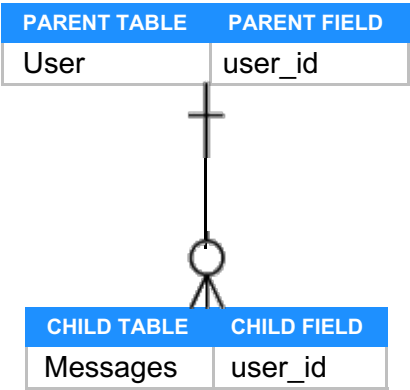 PARENT TABLE PARENT FIELD
User user_id
CHILD TABLE CHILD FIELD
Messages user_id